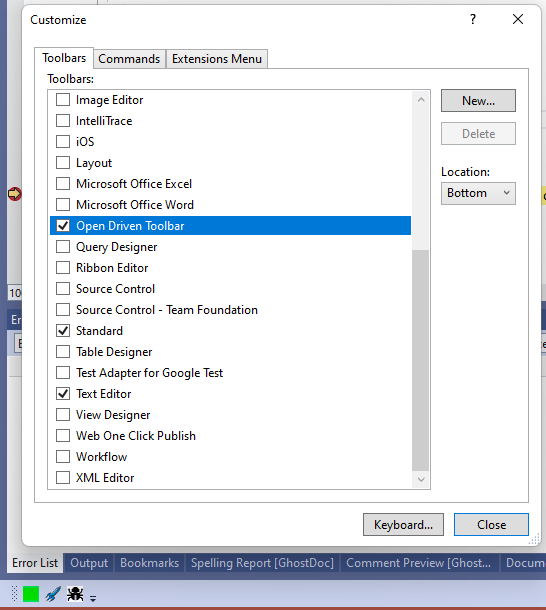 Customize
?
Toolbars
Commands
Extensions Menu
Toolbars:
Image Editor
IntelliTrace
iOS
Layout
Microsoft Office Excel
Microsoft Office Word
Open Driven Toolbar
Query Designer
Ribbon Editor
Source Control
Source Control - Team Foundation
Standard
Table Designer
Test Adapter for Google Test
Text Editor
View Designer
Web One Click Publish
Workflow
XML Editor
New...
Delete
Location:
Bottom
Keyboard...
Close
10
Er
Error List
Output
Bookmarks
Spelling Report [GhostDoc]
Comment Preview [Ghost...
Docum